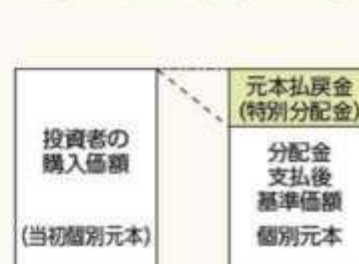 投資者の
購入価額
(当初個別元本)
元本払戻金
(特別分配金)
分配金
支払後
基準価額
個別元本